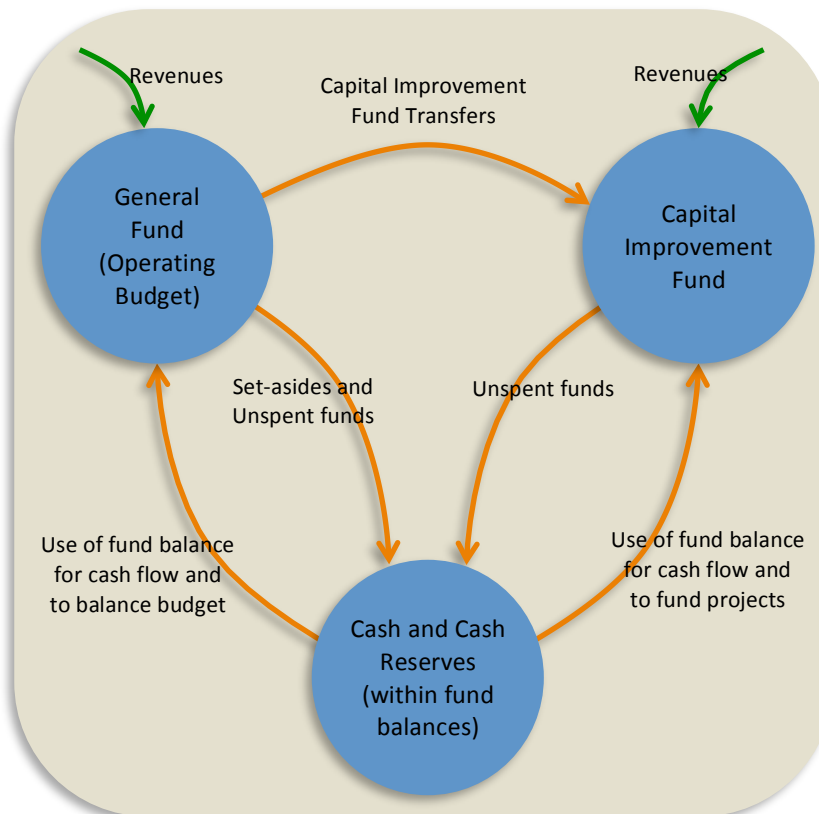 Revenues
Revenues
Capital Improvement
Fund Transfers
General
Fund
(Operating
Budget)
Capital
Improvement
Fund
Set-asides and
Unspent funds
Unspent funds
Use of fund balance
for cash flow and
to balance budget
Use of fund balance
for cash flow and
to fund projects
Cash and Cash
Reserves
(within fund
balances)